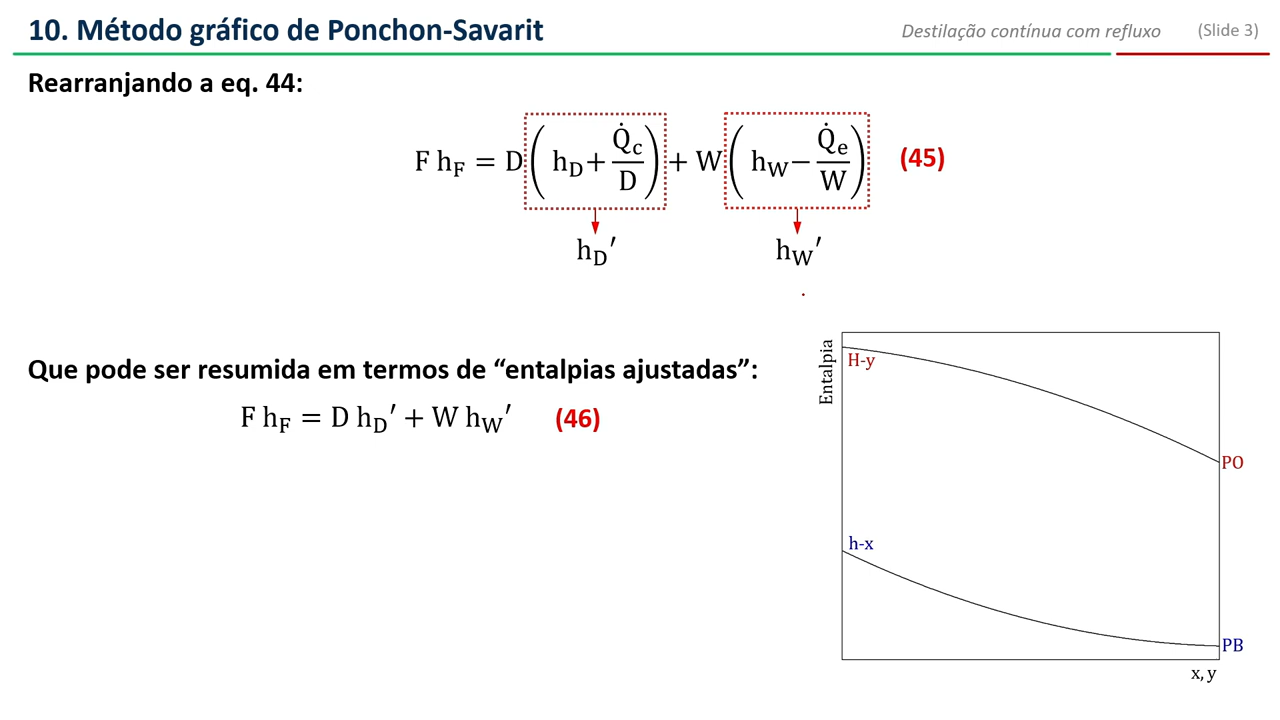 10. Método gráfico de Ponchon-Savarit
Destilação contínua com refluxo
(Slide 3)
Rearranjando a eq. 44:
F h_F = D ( h_D + Q̇_c / D ) + W ( h_W − Q̇_e / W ) (45)
h_D′ h_W′
Que pode ser resumida em termos de “entalpias ajustadas”:
F h_F = D h_D′ + W h_W′ (46)
Entalpia
H-y
PO
h-x
PB
x, y